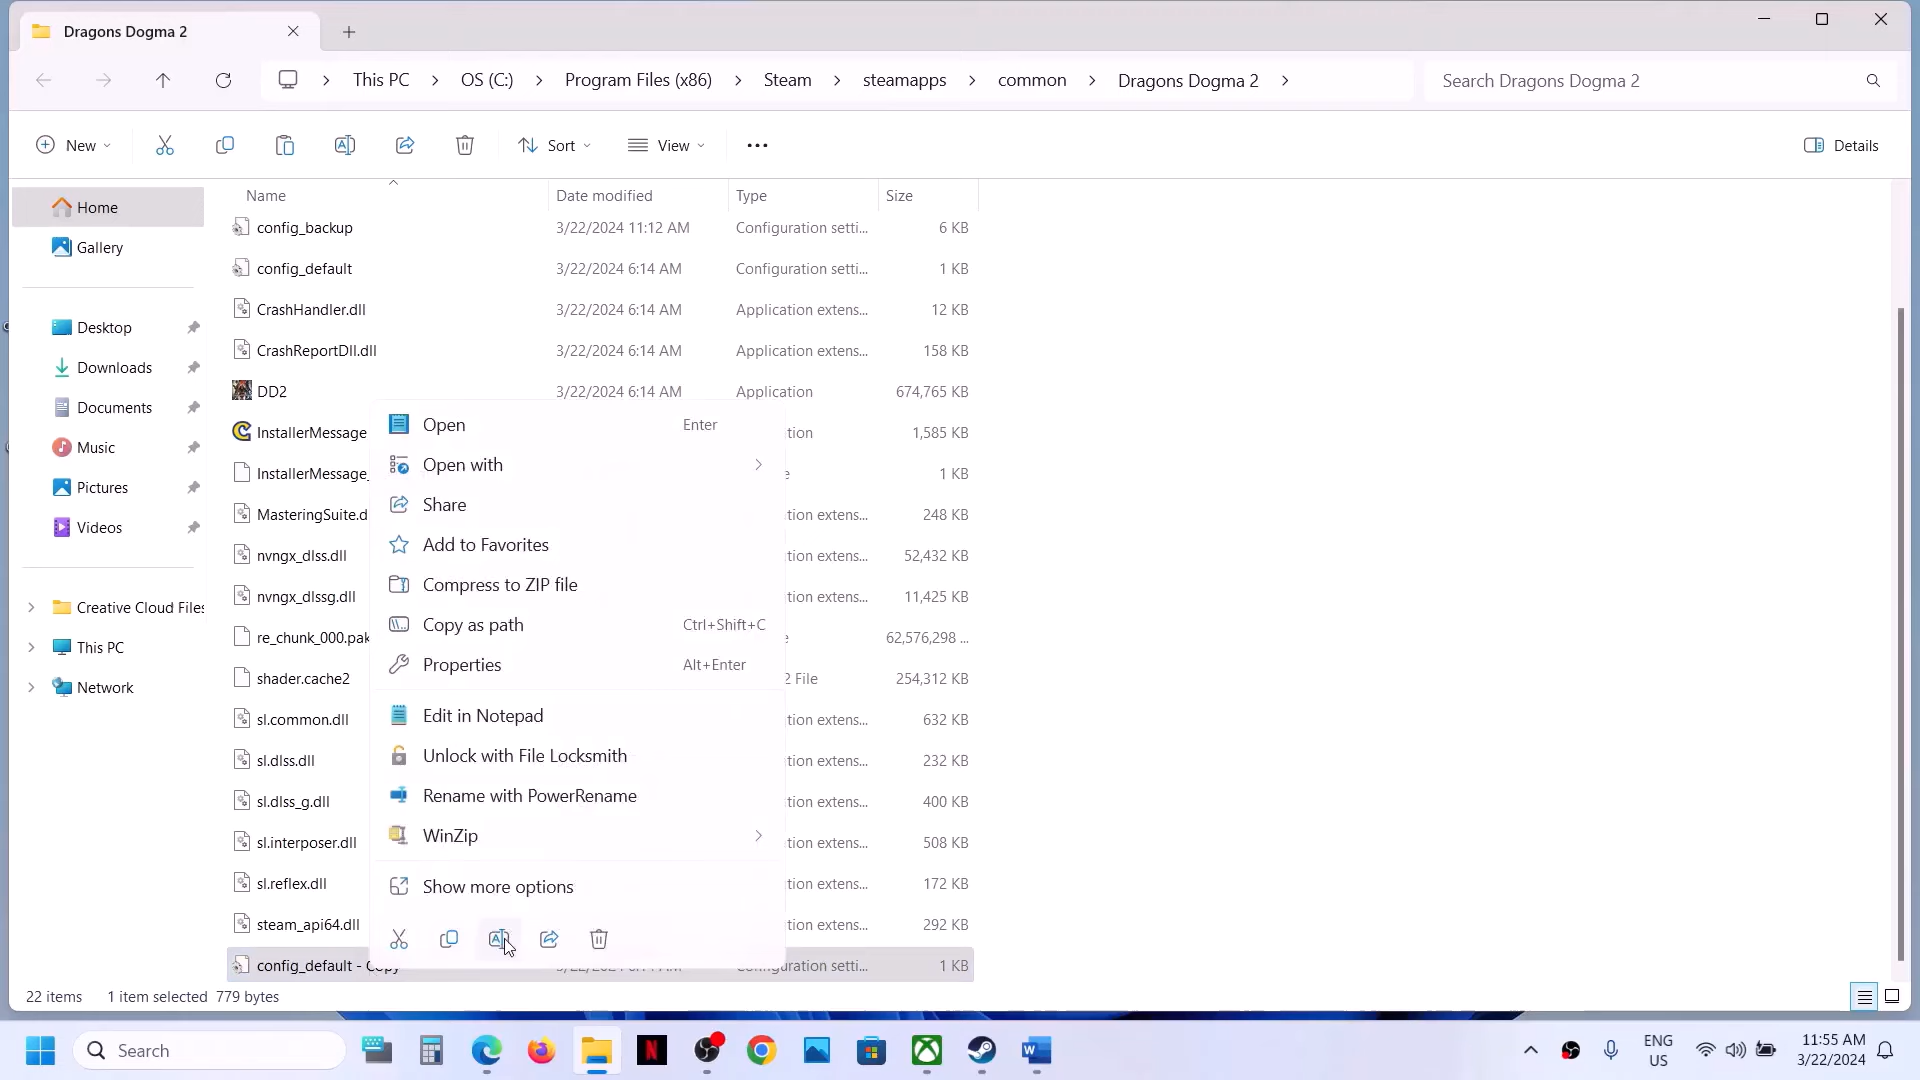 Dragons Dogma 2
This PC
OS (C:)
Program Files (x86)
Steam
steamapps
common
Dragons Dogma 2
Search Dragons Dogma 2
New
Sort
View
Details
Name Date modified Type Size
Home
Gallery
Desktop
Downloads
Documents
Music
Pictures
Videos
Creative Cloud Files
This PC
Network
config_backup 3/22/2024 11:12 AM Configuration setti... 6 KB
config_default 3/22/2024 6:14 AM Configuration setti... 1 KB
CrashHandler.dll 3/22/2024 6:14 AM Application extens... 12 KB
CrashReportDll.dll 3/22/2024 6:14 AM Application extens... 158 KB
DD2 3/22/2024 6:14 AM Application 674,765 KB
InstallerMessage tion 1,585 KB
InstallerMessage_ e 1 KB
MasteringSuite.d tion extens... 248 KB
nvngx_dlss.dll tion extens... 52,432 KB
nvngx_dlssg.dll tion extens... 11,425 KB
re_chunk_000.pak e 62,576,298 ...
shader.cache2 2 File 254,312 KB
sl.common.dll tion extens... 632 KB
sl.dlss.dll tion extens... 232 KB
sl.dlss_g.dll tion extens... 400 KB
sl.interposer.dll tion extens... 508 KB
sl.reflex.dll tion extens... 172 KB
steam_api64.dll tion extens... 292 KB
config_default - Copy 1 KB
Open Enter
Open with
Share
Add to Favorites
Compress to ZIP file
Copy as path Ctrl+Shift+C
Properties Alt+Enter
Edit in Notepad
Unlock with File Locksmith
Rename with PowerRename
WinZip
Show more options
22 items 1 item selected 779 bytes
Search
ENG
US
11:55 AM
3/22/2024